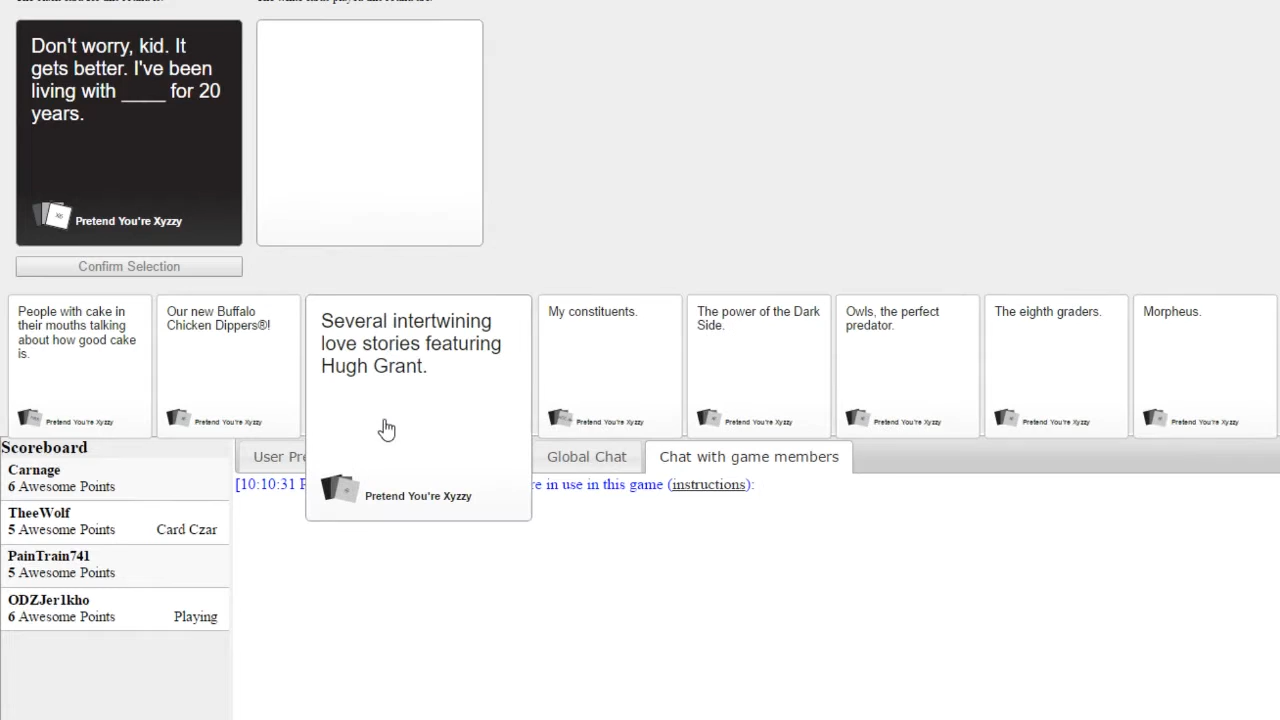 Don't worry, kid. It
gets better. I've been
living with ____ for 20
years.
X6
Pretend You're Xyzzy
Confirm Selection
People with cake in
their mouths talking
about how good cake
is.
Pretend You're Xyzzy
Our new Buffalo
Chicken Dippers®!
Pretend You're Xyzzy
Several intertwining
love stories featuring
Hugh Grant.
Pretend You're Xyzzy
My constituents.
Pretend You're Xyzzy
The power of the Dark
Side.
Pretend You're Xyzzy
Owls, the perfect
predator.
Pretend You're Xyzzy
The eighth graders.
Pretend You're Xyzzy
Morpheus.
Pretend You're Xyzzy
Scoreboard
Carnage
6 Awesome Points
TheeWolf
5 Awesome Points Card Czar
PainTrain741
5 Awesome Points
ODZJer1kho
6 Awesome Points Playing
User Pre
Global Chat
Chat with game members
[10:10:31 P
re in use in this game (instructions):